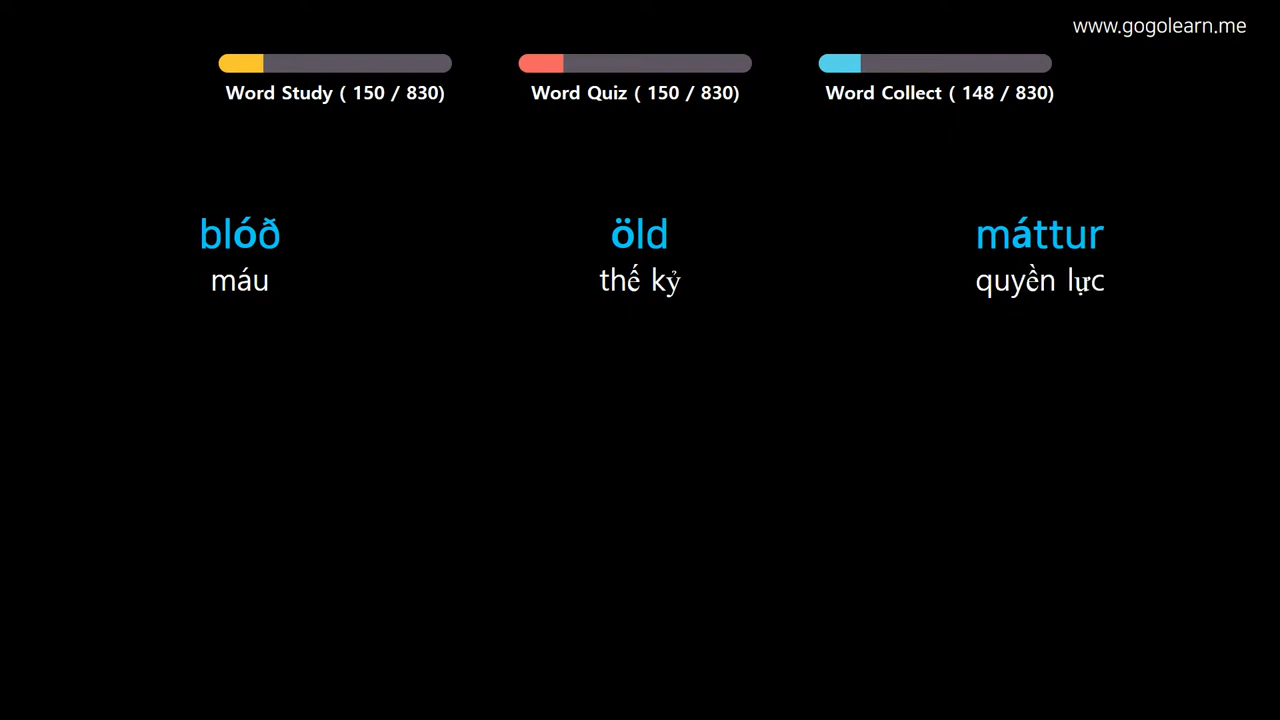 www.gogolearn.me
Word Study ( 150 / 830)
Word Quiz ( 150 / 830)
Word Collect ( 148 / 830)
blóð
máu
öld
thế kỷ
máttur
quyền lực